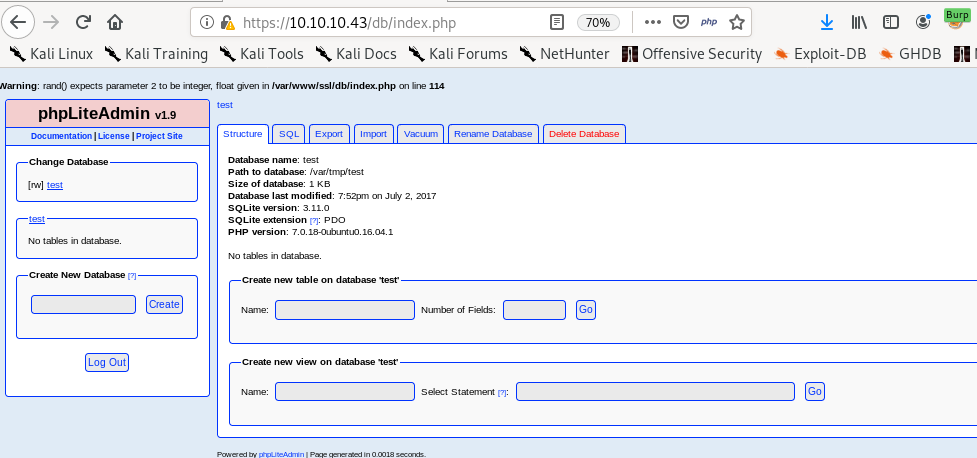 Burp
https://10.10.10.43/db/index.php 70% php
Kali Linux Kali Training Kali Tools Kali Docs Kali Forums NetHunter Offensive Security Exploit-DB GHDB
Warning: rand() expects parameter 2 to be integer, float given in /var/www/ssl/db/index.php on line 114
phpLiteAdmin v1.9
Documentation | License | Project Site
Change Database
[rw] test
test
No tables in database.
Create New Database [?]
Create
Log Out
test
Structure SQL Export Import Vacuum Rename Database Delete Database
Database name: test
Path to database: /var/tmp/test
Size of database: 1 KB
Database last modified: 7:52pm on July 2, 2017
SQLite version: 3.11.0
SQLite extension [?]: PDO
PHP version: 7.0.18-0ubuntu0.16.04.1
No tables in database.
Create new table on database 'test'
Name: Number of Fields: Go
Create new view on database 'test'
Name: Select Statement [?]: Go
Powered by phpLiteAdmin | Page generated in 0.0018 seconds.